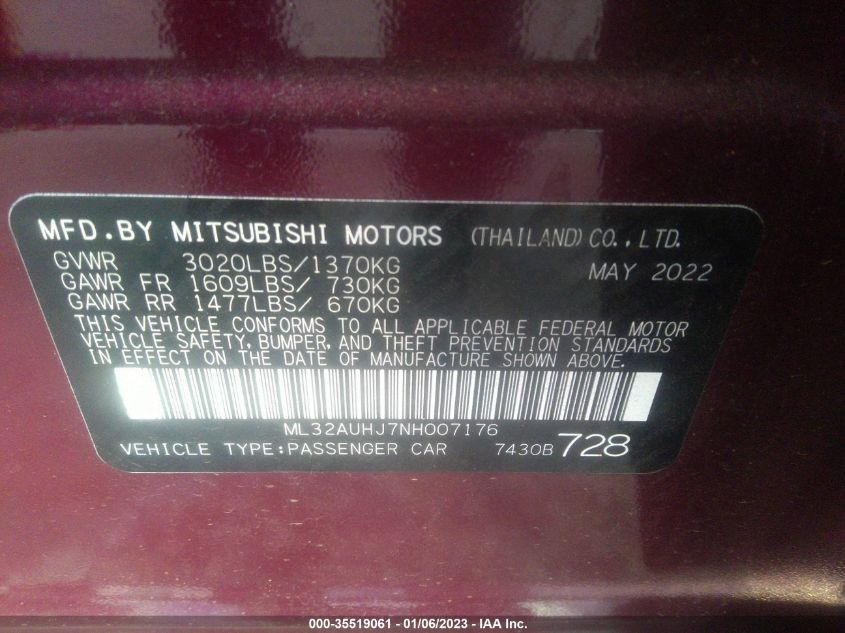 MFD.BY MITSUBISHI MOTORS (THAILAND) CO.,LTD.
GVWR 3020LBS/1370KG MAY 2022
GAWR FR 1609LBS/ 730KG
GAWR RR 1477LBS/ 670KG
THIS VEHICLE CONFORMS TO ALL APPLICABLE FEDERAL MOTOR
VEHICLE SAFETY, BUMPER, AND THEFT PREVENTION STANDARDS
IN EFFECT ON THE DATE OF MANUFACTURE SHOWN ABOVE.
ML32AUHJ7NH007176
VEHICLE TYPE:PASSENGER CAR 7430B 728
000-35519061 - 01/06/2023 - IAA Inc.